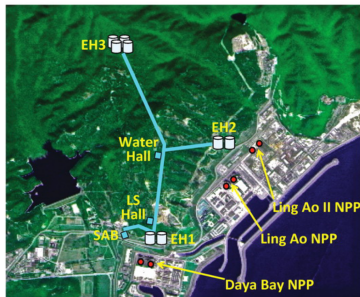 EH3
Water
Hall
EH2
LS
Hall
SAB
EH1
Ling Ao II NPP
Ling Ao NPP
Daya Bay NPP